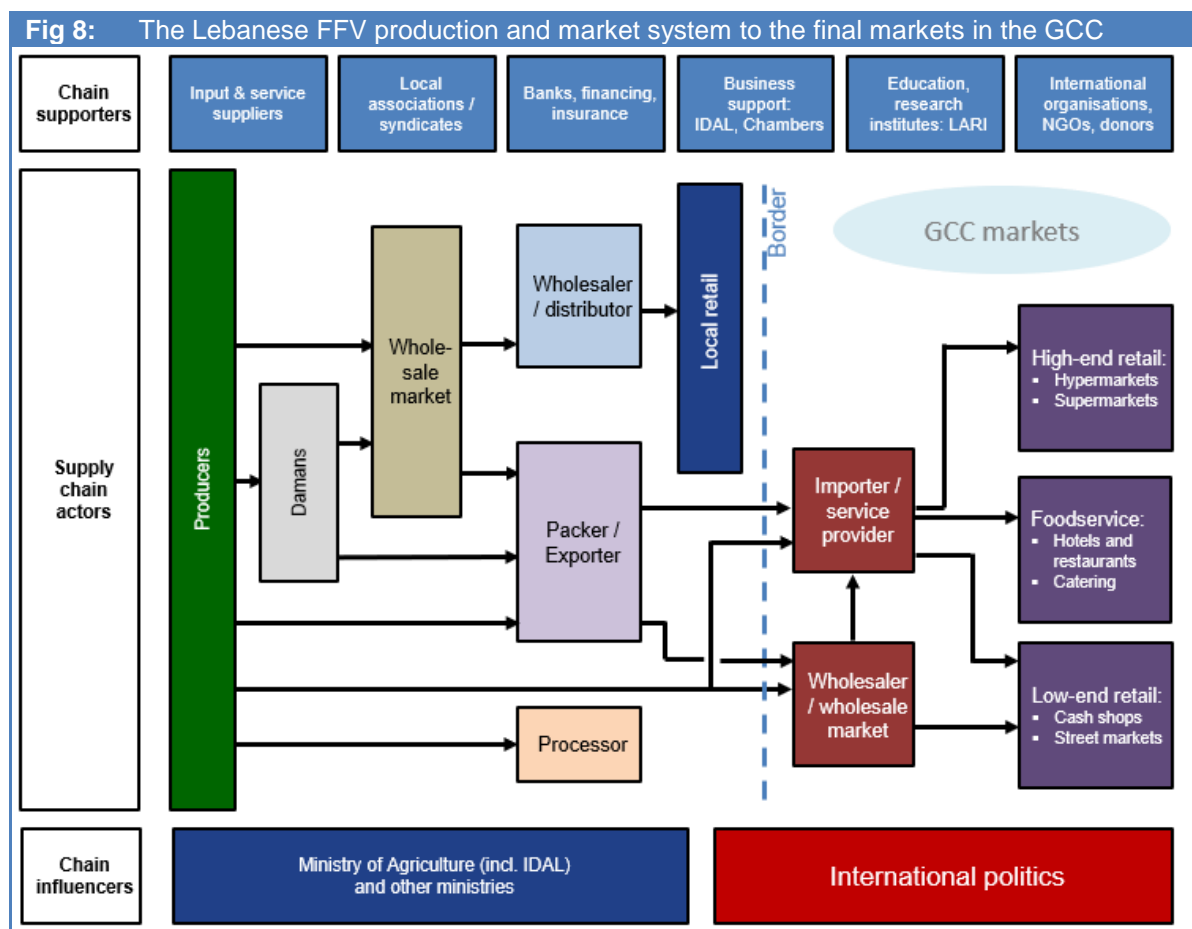 Fig 8: The Lebanese FFV production and market system to the final markets in the GCC
Chain
supporters
Input & service
suppliers
Local
associations /
syndicates
Banks, financing,
insurance
Business
support:
IDAL, Chambers
Education,
research
institutes: LARI
International
organisations,
NGOs, donors
Supply
chain
actors
Producers
Damans
Whole-
sale
market
Wholesaler
/ distributor
Packer /
Exporter
Processor
Local retail
Border
GCC markets
Importer /
service
provider
Wholesaler
/ wholesale
market
High-end retail:
▪ Hypermarkets
▪ Supermarkets
Foodservice:
▪ Hotels and
restaurants
▪ Catering
Low-end retail:
▪ Cash shops
▪ Street markets
Chain
influencers
Ministry of Agriculture (incl. IDAL)
and other ministries
International politics